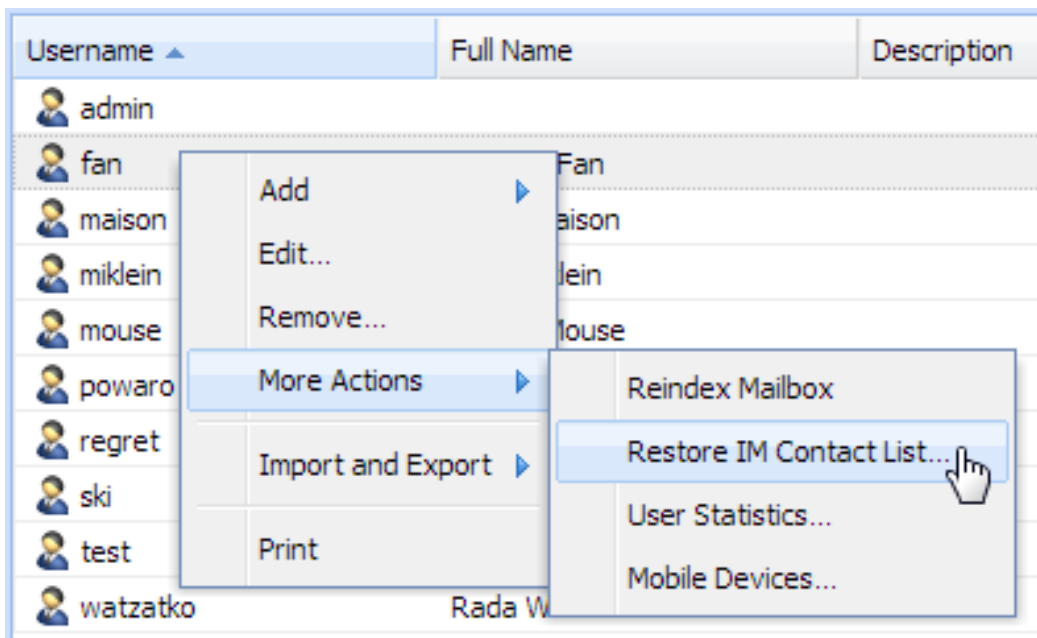 Username Full Name Description
admin
fan Fan
maison aison
miklein lein
mouse Mouse
powaro
regret
ski
test
watzatko Rada W
Add
Edit...
Remove...
More Actions
Import and Export
Print
Reindex Mailbox
Restore IM Contact List...
User Statistics...
Mobile Devices...